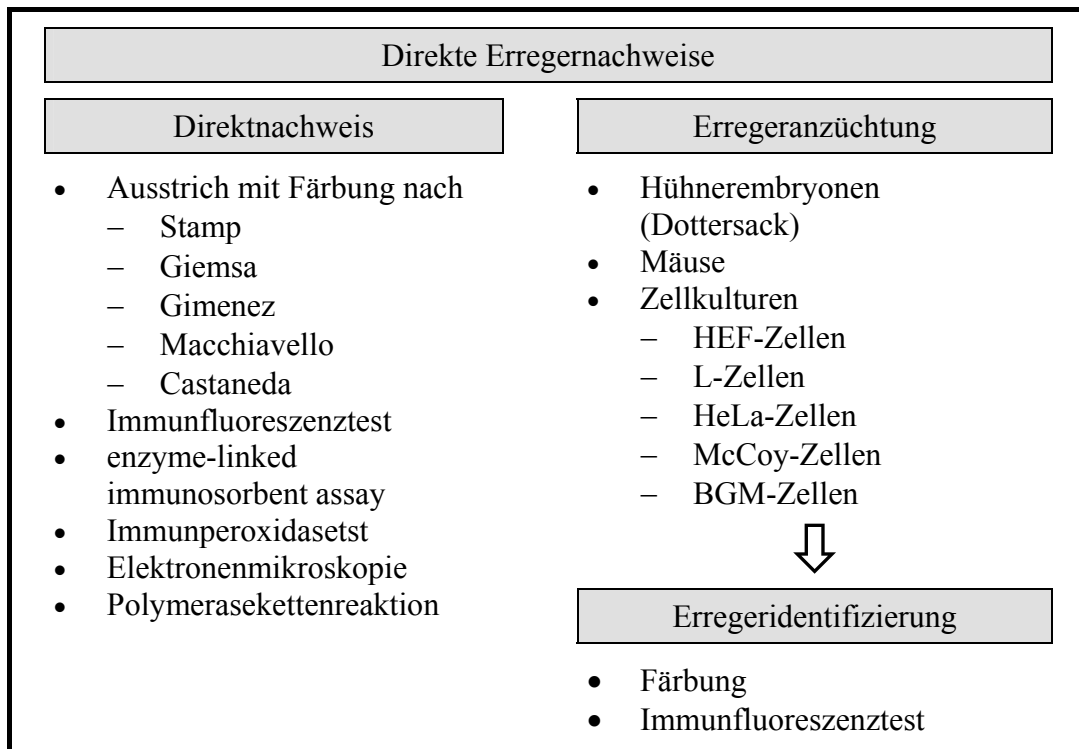 Direkte Erregernachweise
Direktnachweis
• Ausstrich mit Färbung nach
– Stamp
– Giemsa
– Gimenez
– Macchiavello
– Castaneda
• Immunfluoreszenztest
• enzyme-linked
immunosorbent assay
• Immunperoxidasetst
• Elektronenmikroskopie
• Polymerasekettenreaktion
Erregeranzüchtung
• Hühnerembryonen
(Dottersack)
• Mäuse
• Zellkulturen
– HEF-Zellen
– L-Zellen
– HeLa-Zellen
– McCoy-Zellen
– BGM-Zellen
Erregeridentifizierung
• Färbung
• Immunfluoreszenztest